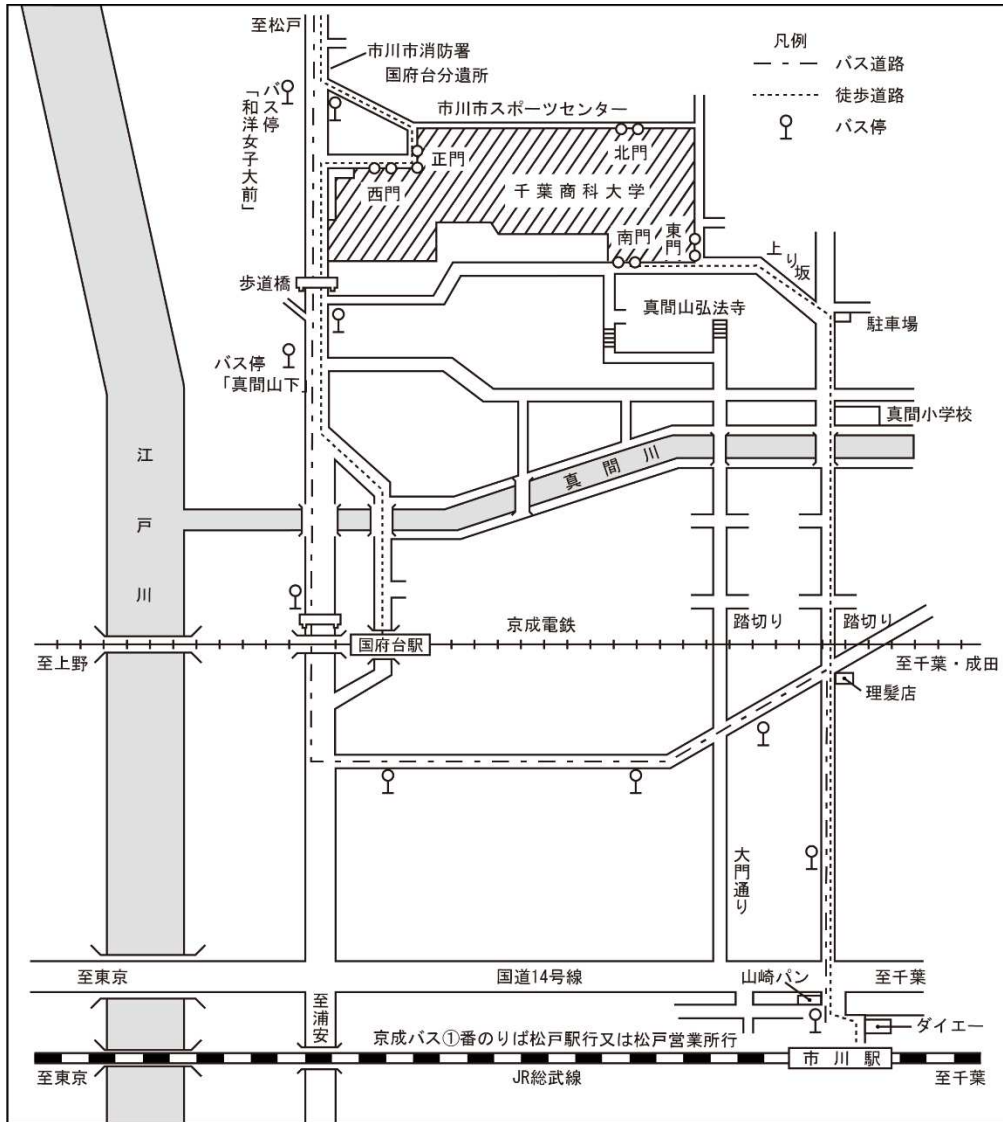 至松戸
市川市消防署
国府台分遺所
凡例
バス道路
徒歩道路
バス停
バス停
「和洋女子大前」
市川市スポーツセンター
正門
北門
西門
千葉商科大学
南門
東門
上り坂
歩道橋
真間山弘法寺
駐車場
バス停
「真間山下」
真間小学校
江戸川
真間川
京成電鉄
踏切り
踏切り
国府台駅
至上野
至千葉・成田
理髪店
大門通り
至東京
国道14号線
山崎パン
至千葉
至浦安
京成バス①番のりば松戸駅行又は松戸営業所行
ダイエー
市川駅
至東京
JR総武線
至千葉